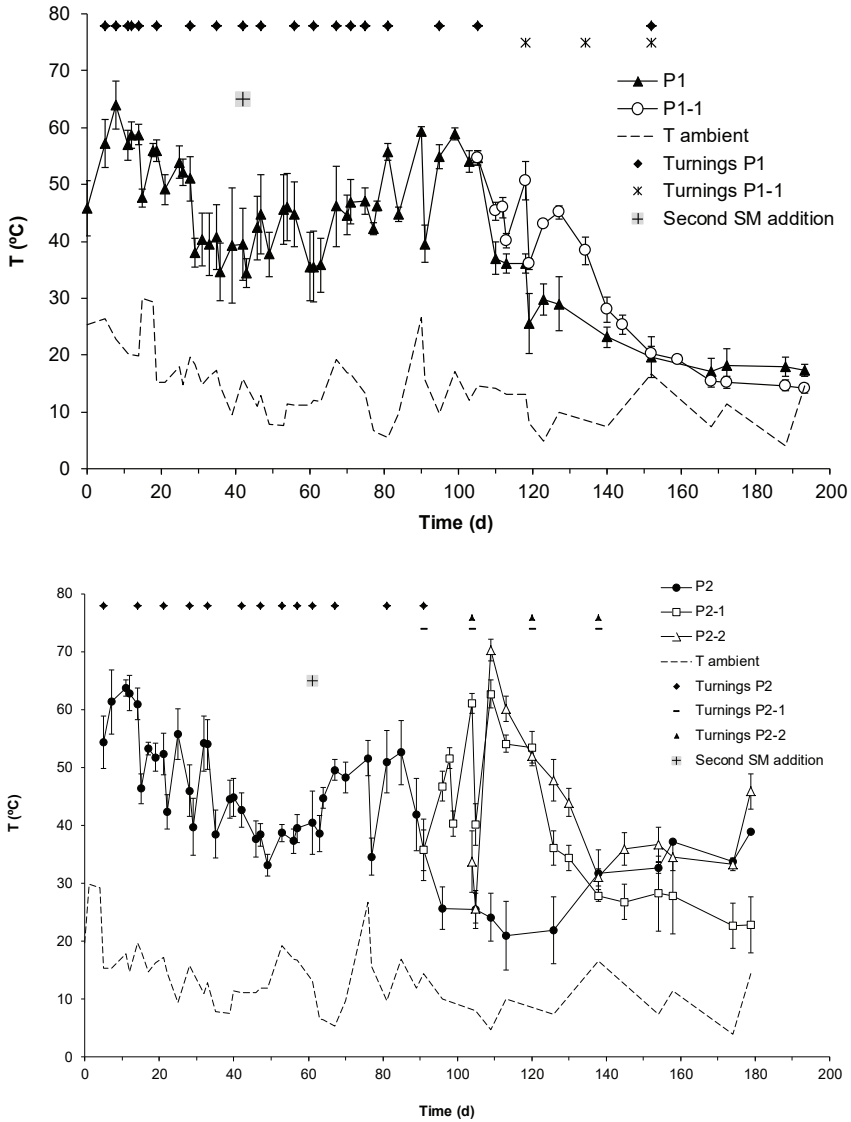 80
70
60
50
40
30
20
10
0
T (ºC)
P1
P1-1
T ambient
Turnings P1
Turnings P1-1
Second SM addition
0 20 40 60 80 100 120 140 160 180 200
Time (d)
80
70
60
50
40
30
20
10
0
T (ºC)
P2
P2-1
P2-2
T ambient
Turnings P2
Turnings P2-1
Turnings P2-2
Second SM addition
0 20 40 60 80 100 120 140 160 180 200
Time (d)